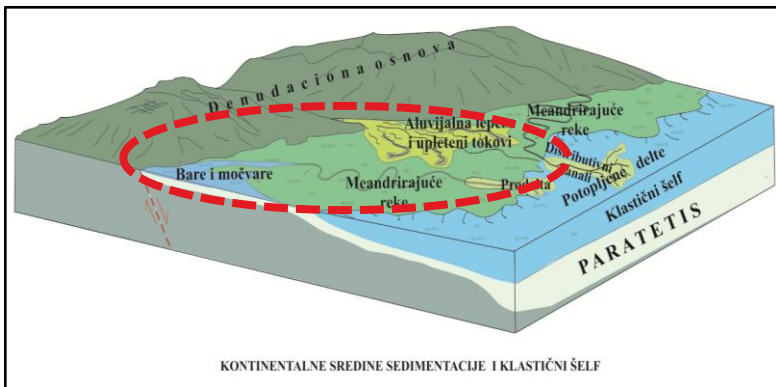 Denudaciona osnova
Meandrirajuće
reke
Aluvijalna lepeza
i upleteni tokovi
Distributivni
kanali
Potopljene delte
Bare i močvare
Meandrirajuće
reke
Prodelta
Klastični šelf
PARATETIS
KONTINENTALNE SREDINE SEDIMENTACIJE I KLASTIČNI ŠELF